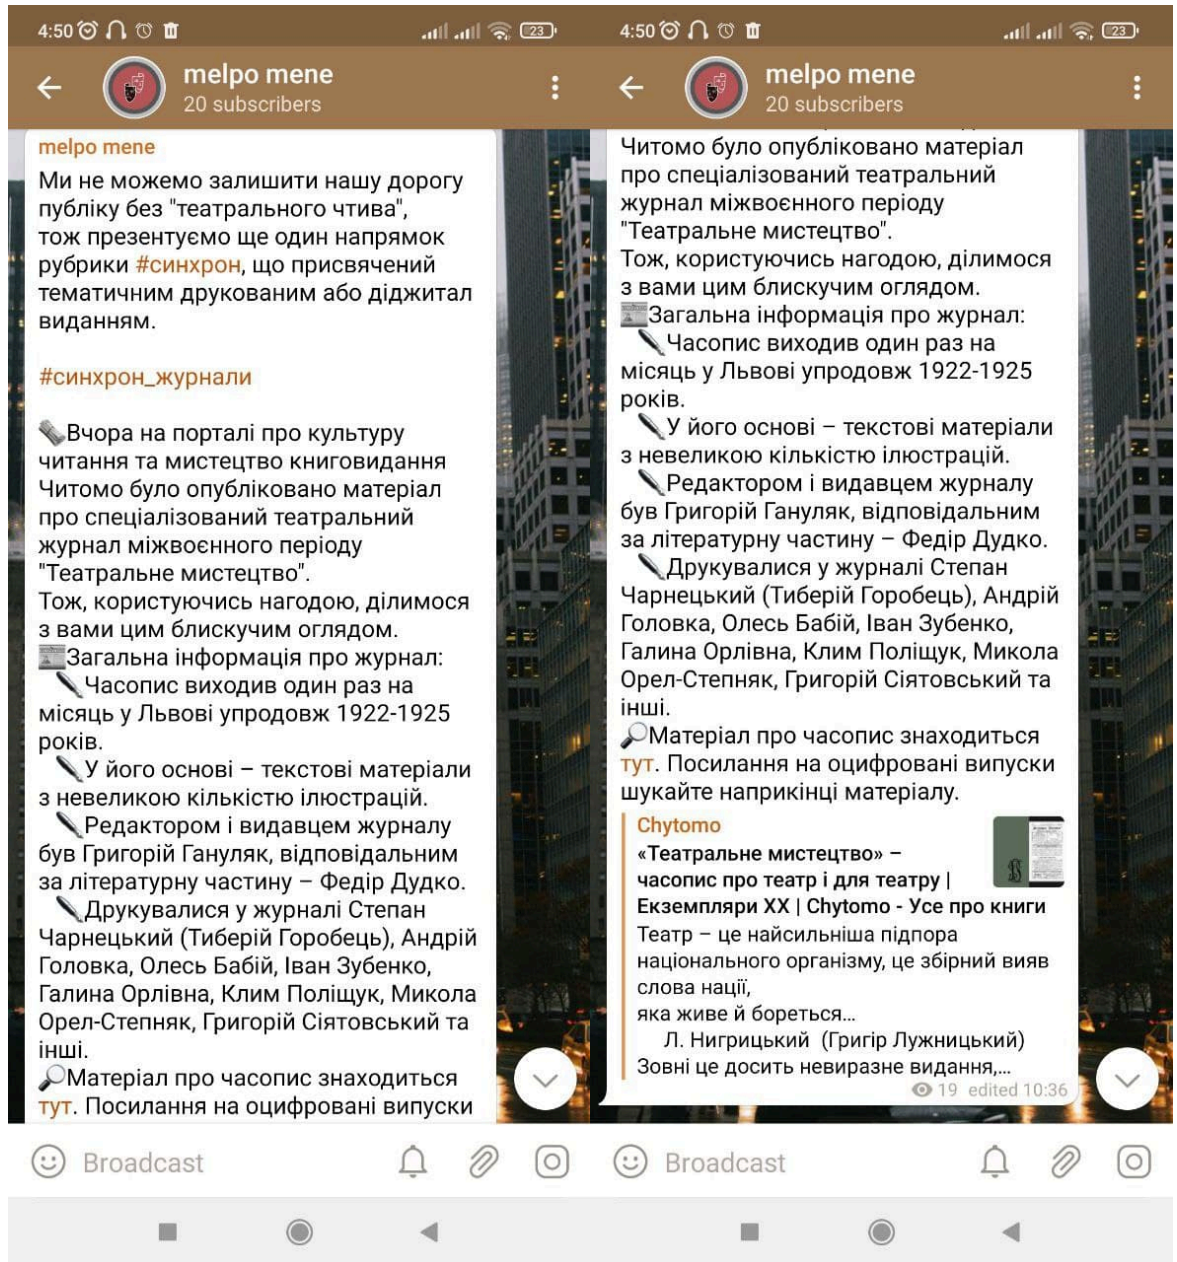 4:50
23
melpo mene
20 subscribers
melpo mene
Ми не можемо залишити нашу дорогу
публіку без "театрального чтива",
тож презентуємо ще один напрямок
рубрики #синхрон, що присвячений
тематичним друкованим або діджитал
виданням.
#синхрон_журнали
Вчора на порталі про культуру
читання та мистецтво книговидання
Читомо було опубліковано матеріал
про спеціалізований театральний
журнал міжвоєнного періоду
"Театральне мистецтво".
Тож, користуючись нагодою, ділимося
з вами цим блискучим оглядом.
Загальна інформація про журнал:
Часопис виходив один раз на
місяць у Львові упродовж 1922-1925
років.
У його основі – текстові матеріали
з невеликою кількістю ілюстрацій.
Редактором і видавцем журналу
був Григорій Гануляк, відповідальним
за літературну частину – Федір Дудко.
Друкувалися у журналі Степан
Чарнецький (Тиберій Горобець), Андрій
Головка, Олесь Бабій, Іван Зубенко,
Галина Орлівна, Клим Поліщук, Микола
Орел-Степняк, Григорій Сіятовський та
інші.
Матеріал про часопис знаходиться
тут. Посилання на оцифровані випуски
Broadcast
4:50
23
melpo mene
20 subscribers
Читомо було опубліковано матеріал
про спеціалізований театральний
журнал міжвоєнного періоду
"Театральне мистецтво".
Тож, користуючись нагодою, ділимося
з вами цим блискучим оглядом.
Загальна інформація про журнал:
Часопис виходив один раз на
місяць у Львові упродовж 1922-1925
років.
У його основі – текстові матеріали
з невеликою кількістю ілюстрацій.
Редактором і видавцем журналу
був Григорій Гануляк, відповідальним
за літературну частину – Федір Дудко.
Друкувалися у журналі Степан
Чарнецький (Тиберій Горобець), Андрій
Головка, Олесь Бабій, Іван Зубенко,
Галина Орлівна, Клим Поліщук, Микола
Орел-Степняк, Григорій Сіятовський та
інші.
Матеріал про часопис знаходиться
тут. Посилання на оцифровані випуски
шукайте наприкінці матеріалу.
Chytomo
«Театральне мистецтво» –
часопис про театр і для театру |
Екземпляри XX | Chytomo - Усе про книги
Театр – це найсильніша підпора
національного організму, це збірний вияв
слова нації,
яка живе й бореться…
Л. Нигрицький (Григір Лужницький)
Зовні це досить невиразне видання,…
19 edited 10:36
Broadcast